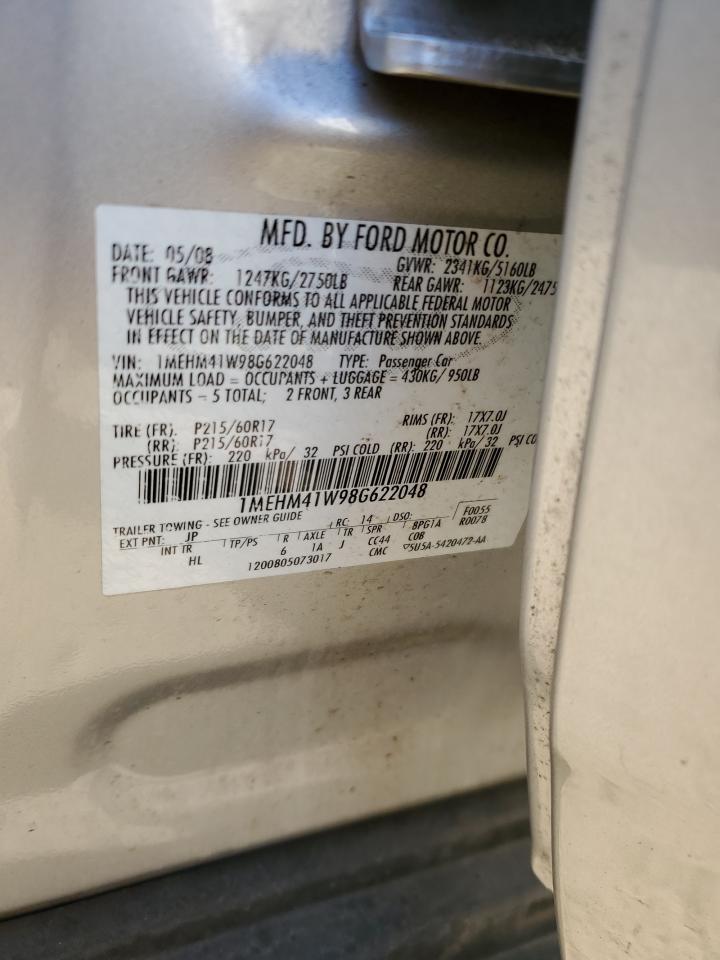 MFD. BY FORD MOTOR CO.
DATE: 05/08 GVWR: 2341KG/5160LB
FRONT GAWR: 1247KG/2750LB REAR GAWR: 1123KG/2475
THIS VEHICLE CONFORMS TO ALL APPLICABLE FEDERAL MOTOR
VEHICLE SAFETY, BUMPER, AND THEFT PREVENTION STANDARDS
IN EFFECT ON THE DATE OF MANUFACTURE SHOWN ABOVE.
VIN: 1MEHM41W98G622048 TYPE: Passenger Car
MAXIMUM LOAD = OCCUPANTS + LUGGAGE = 430KG/950LB
OCCUPANTS - 5 TOTAL; 2 FRONT, 3 REAR
TIRE (FR): P215/60R17 RIMS (FR): 17X7.0J
(RR): P215/60R17 (RR): 17X7.0J
PRESSURE (FR): 220 kPa/ 32 PSI COLD (RR): 220 kPa/32 PSI CO
1MEHM41W98G622048
TRAILER TOWING - SEE OWNER GUIDE RC: 14 DSO: F0055
EXT PNT: JP R AXLE TR SPR 8PG1A R0078
INT TR TP/PS 6 1A J CC44 COB
HL 1200805073017 CMC 5U5A-5420472-AA